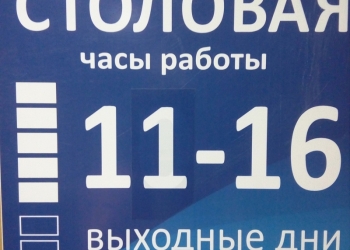 СТОЛОВАЯ
часы работы
11-16
выходные дни